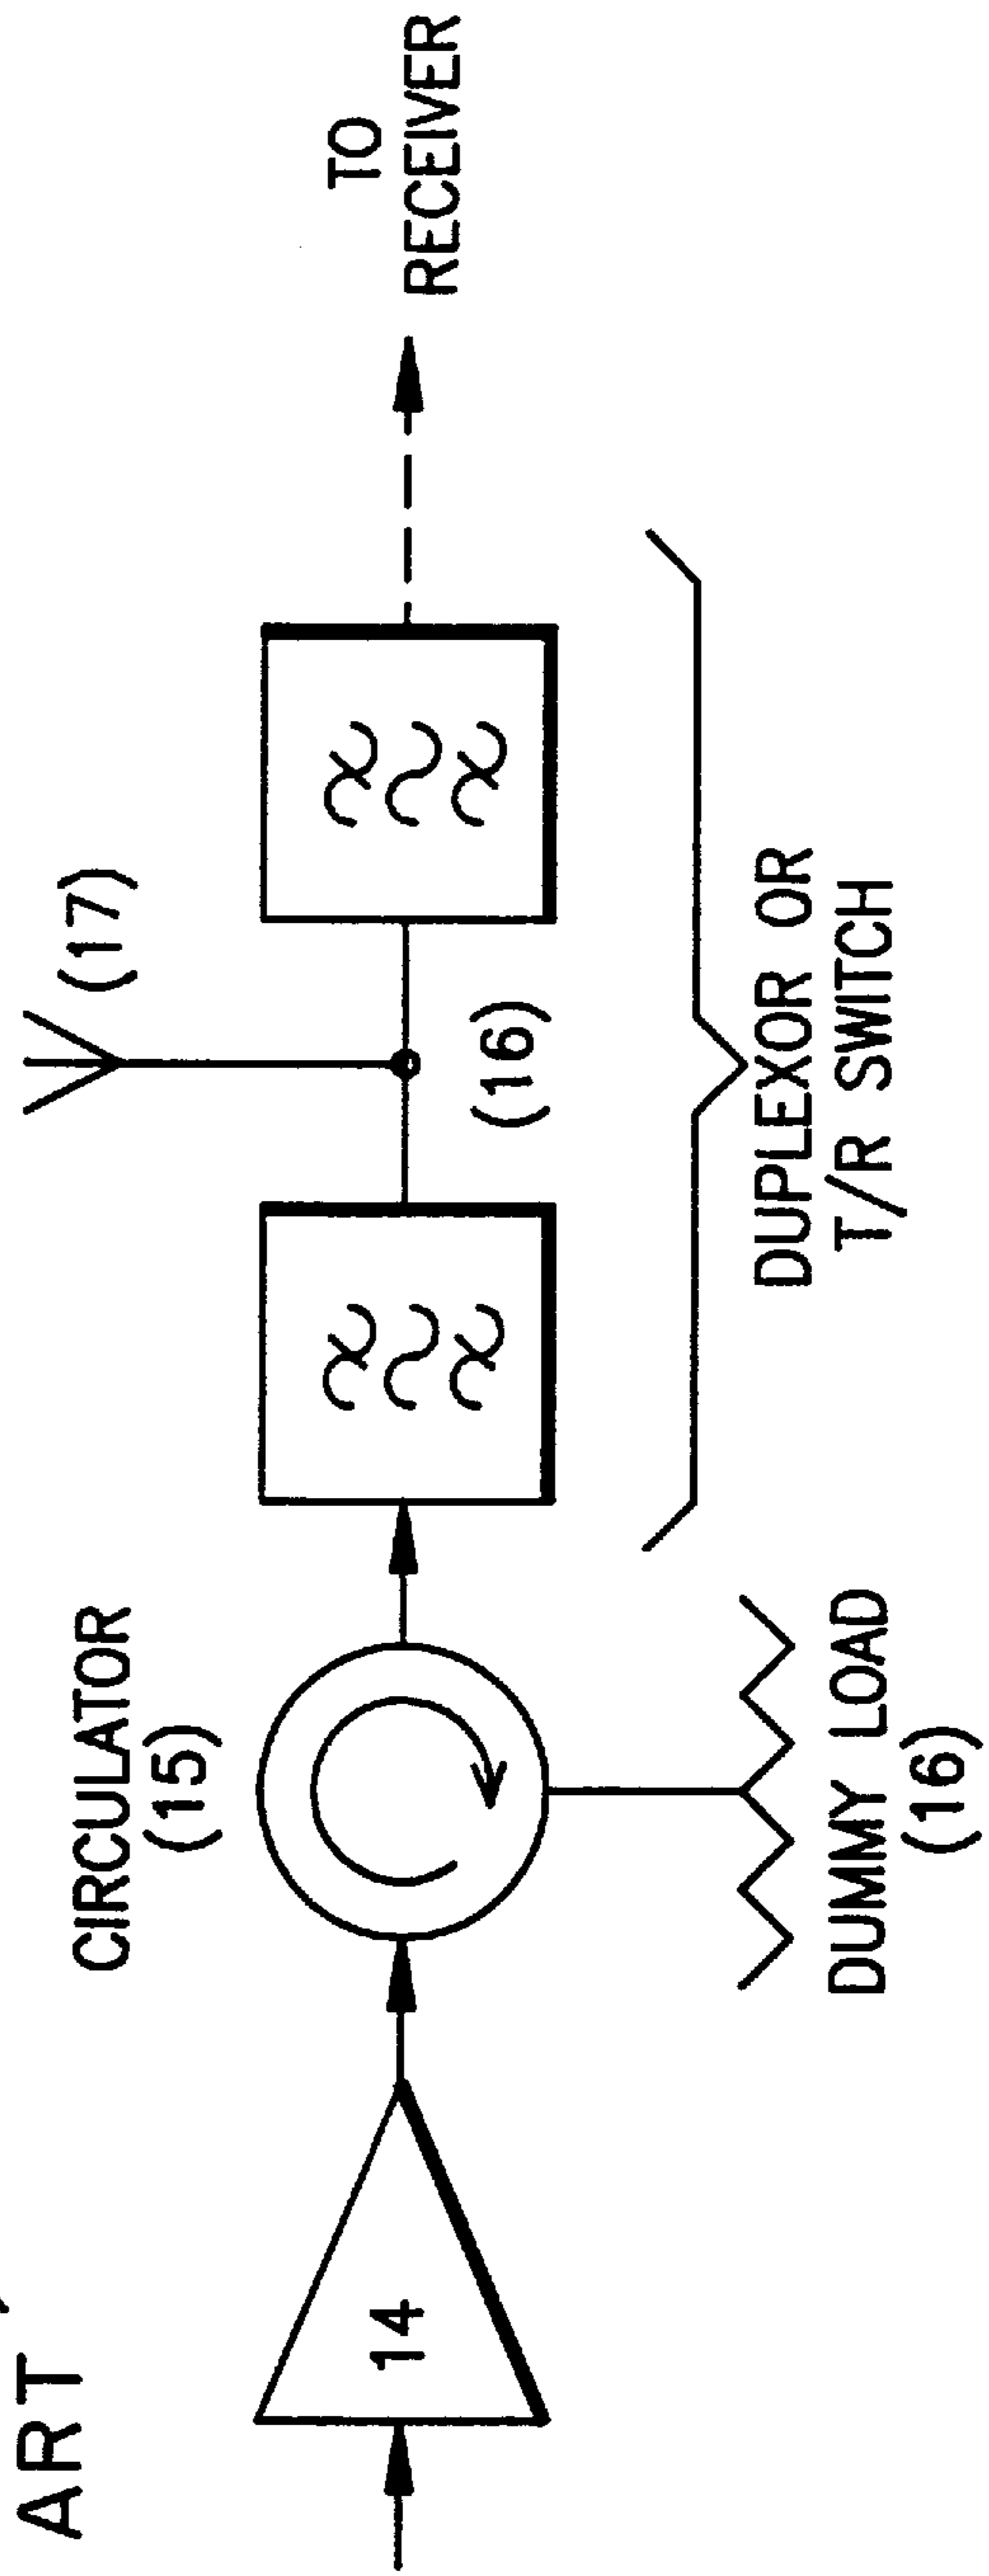 ART
14
CIRCULATOR
(15)
DUMMY LOAD
(16)
(17)
(16)
DUPLEXOR OR
T/R SWITCH
TO
RECEIVER